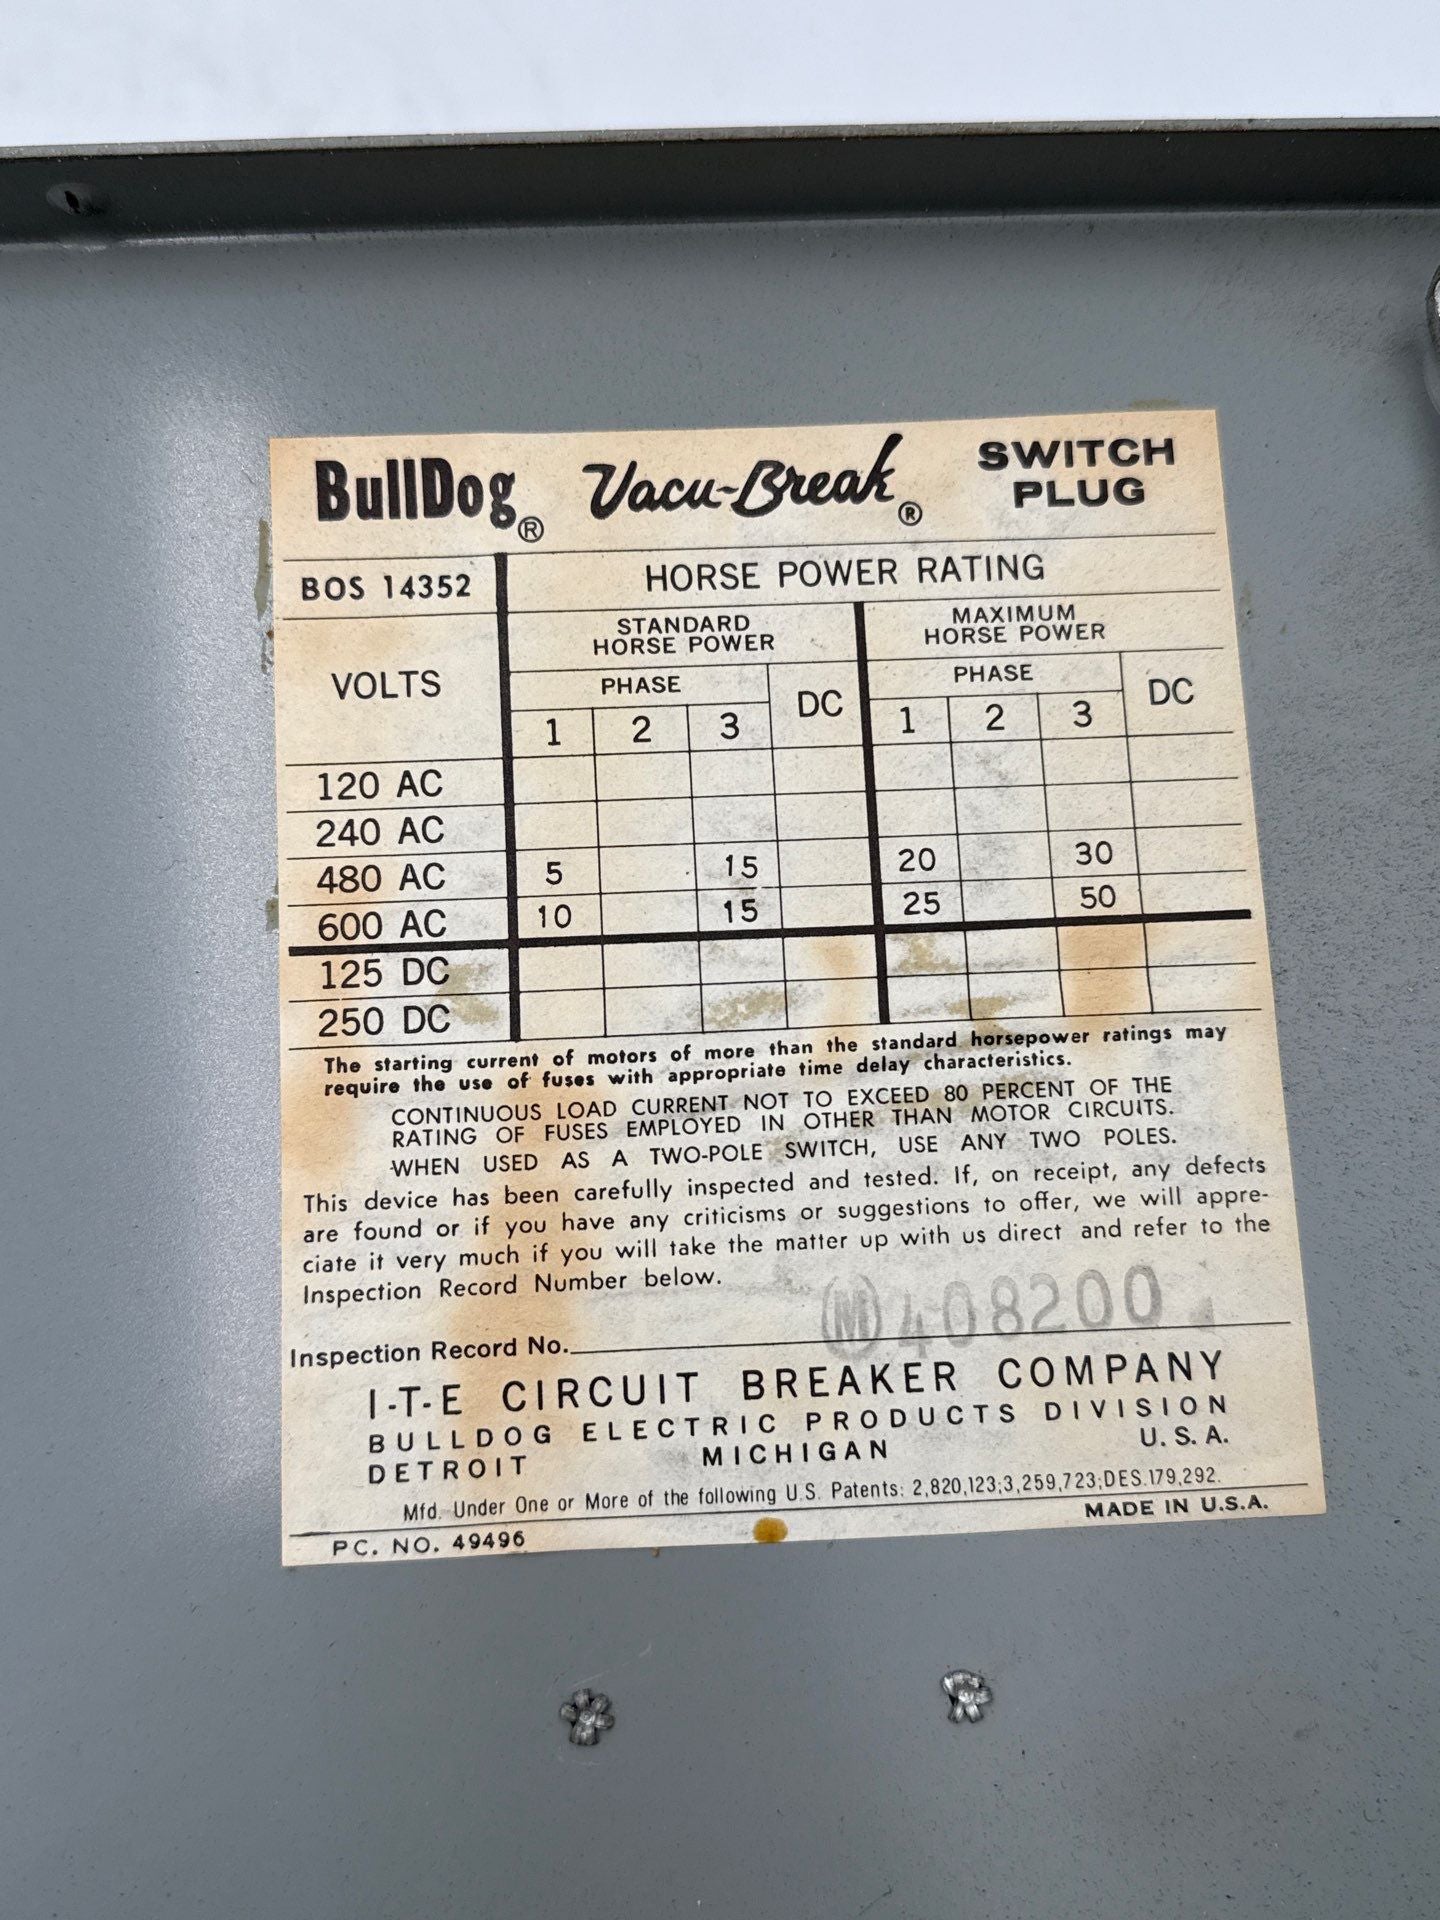 BullDog® Vacu-Break® SWITCH PLUG
BOS 14352 HORSE POWER RATING
STANDARD HORSE POWER MAXIMUM HORSE POWER
VOLTS PHASE DC PHASE DC
1 2 3 1 2 3
120 AC
240 AC
480 AC 5 15 20 30
600 AC 10 15 25 50
125 DC
250 DC
The starting current of motors of more than the standard horsepower ratings may
require the use of fuses with appropriate time delay characteristics.
CONTINUOUS LOAD CURRENT NOT TO EXCEED 80 PERCENT OF THE
RATING OF FUSES EMPLOYED IN OTHER THAN MOTOR CIRCUITS.
WHEN USED AS A TWO-POLE SWITCH, USE ANY TWO POLES.
This device has been carefully inspected and tested. If, on receipt, any defects
are found or if you have any criticisms or suggestions to offer, we will appre-
ciate it very much if you will take the matter up with us direct and refer to the
Inspection Record Number below.
Inspection Record No. (M) 408200
I-T-E CIRCUIT BREAKER COMPANY
BULLDOG ELECTRIC PRODUCTS DIVISION
DETROIT MICHIGAN U.S.A.
Mfd. Under One or More of the following U.S. Patents: 2,820,123;3,259,723;DES.179,292.
PC. NO. 49496 MADE IN U.S.A.